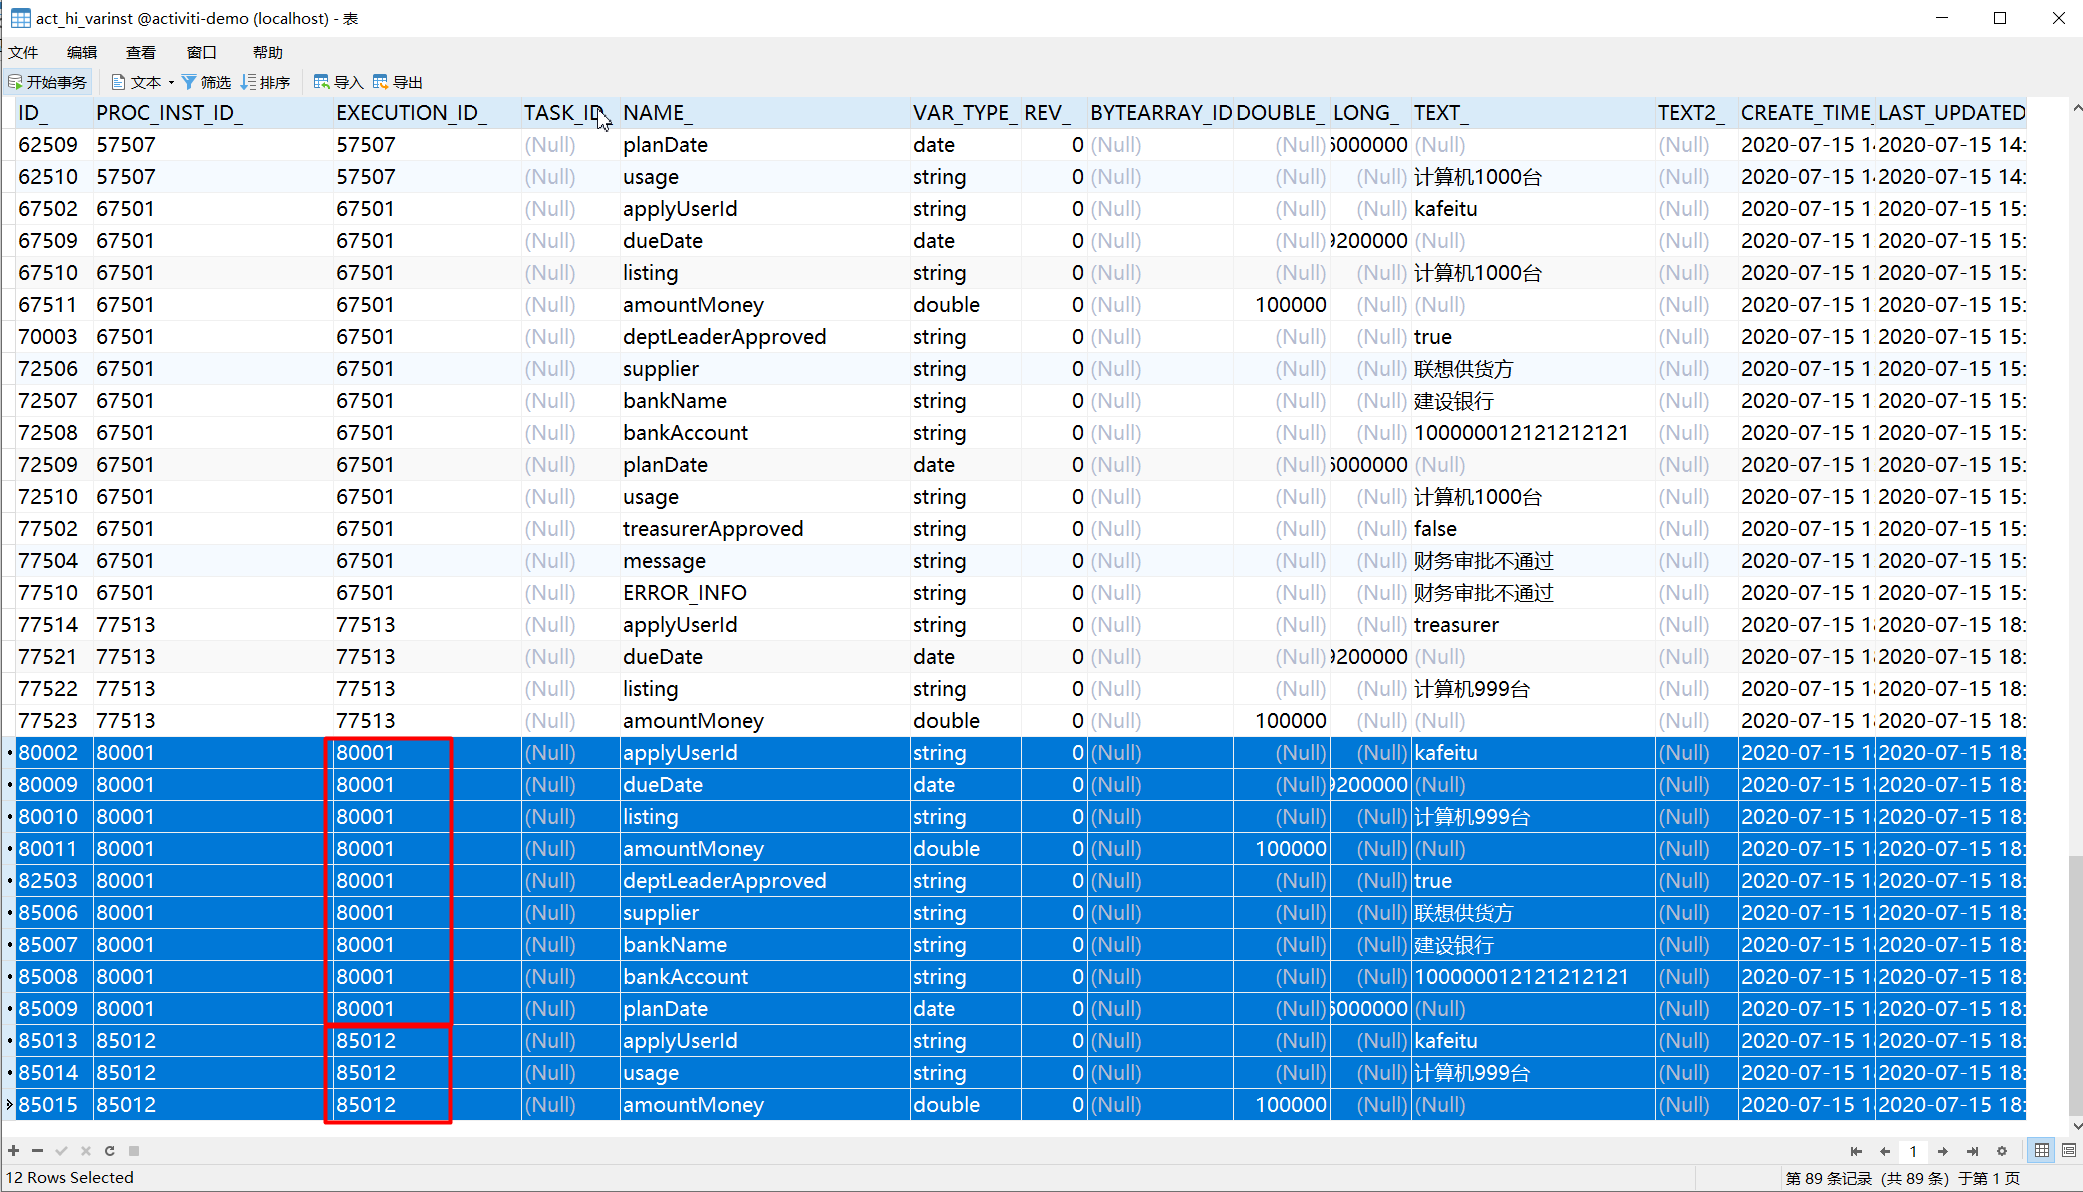 act_hi_varinst @activiti-demo (localhost) - 表
文件 编辑 查看 窗口 帮助
开始事务 文本 筛选 排序 导入 导出
ID_ PROC_INST_ID_ EXECUTION_ID_ TASK_ID_ NAME_ VAR_TYPE_ REV_ BYTEARRAY_ID DOUBLE_ LONG_ TEXT_ TEXT2_ CREATE_TIME_ LAST_UPDATED
62509 57507 57507 (Null) planDate date 0 (Null) (Null) 6000000 (Null) (Null) 2020-07-15 14 2020-07-15 14:
62510 57507 57507 (Null) usage string 0 (Null) (Null) (Null) 计算机1000台 (Null) 2020-07-15 14 2020-07-15 14:
67502 67501 67501 (Null) applyUserId string 0 (Null) (Null) (Null) kafeitu (Null) 2020-07-15 1 2020-07-15 15:
67509 67501 67501 (Null) dueDate date 0 (Null) (Null) 9200000 (Null) (Null) 2020-07-15 1 2020-07-15 15:
67510 67501 67501 (Null) listing string 0 (Null) (Null) (Null) 计算机1000台 (Null) 2020-07-15 1 2020-07-15 15:
67511 67501 67501 (Null) amountMoney double 0 (Null) 100000 (Null) (Null) (Null) 2020-07-15 1 2020-07-15 15:
70003 67501 67501 (Null) deptLeaderApproved string 0 (Null) (Null) (Null) true (Null) 2020-07-15 1 2020-07-15 15:
72506 67501 67501 (Null) supplier string 0 (Null) (Null) (Null) 联想供货方 (Null) 2020-07-15 1 2020-07-15 15:
72507 67501 67501 (Null) bankName string 0 (Null) (Null) (Null) 建设银行 (Null) 2020-07-15 1 2020-07-15 15:
72508 67501 67501 (Null) bankAccount string 0 (Null) (Null) (Null) 100000012121212121 (Null) 2020-07-15 1 2020-07-15 15:
72509 67501 67501 (Null) planDate date 0 (Null) (Null) 6000000 (Null) (Null) 2020-07-15 1 2020-07-15 15:
72510 67501 67501 (Null) usage string 0 (Null) (Null) (Null) 计算机1000台 (Null) 2020-07-15 1 2020-07-15 15:
77502 67501 67501 (Null) treasurerApproved string 0 (Null) (Null) (Null) false (Null) 2020-07-15 1 2020-07-15 15:
77504 67501 67501 (Null) message string 0 (Null) (Null) (Null) 财务审批不通过 (Null) 2020-07-15 1 2020-07-15 15:
77510 67501 67501 (Null) ERROR_INFO string 0 (Null) (Null) (Null) 财务审批不通过 (Null) 2020-07-15 1 2020-07-15 15:
77514 77513 77513 (Null) applyUserId string 0 (Null) (Null) (Null) treasurer (Null) 2020-07-15 1 2020-07-15 18:
77521 77513 77513 (Null) dueDate date 0 (Null) (Null) 9200000 (Null) (Null) 2020-07-15 1 2020-07-15 18:
77522 77513 77513 (Null) listing string 0 (Null) (Null) (Null) 计算机999台 (Null) 2020-07-15 1 2020-07-15 18:
77523 77513 77513 (Null) amountMoney double 0 (Null) 100000 (Null) (Null) (Null) 2020-07-15 1 2020-07-15 18:
80002 80001 80001 (Null) applyUserId string 0 (Null) (Null) (Null) kafeitu (Null) 2020-07-15 1 2020-07-15 18:
80009 80001 80001 (Null) dueDate date 0 (Null) (Null) 9200000 (Null) (Null) 2020-07-15 1 2020-07-15 18:
80010 80001 80001 (Null) listing string 0 (Null) (Null) (Null) 计算机999台 (Null) 2020-07-15 1 2020-07-15 18:
80011 80001 80001 (Null) amountMoney double 0 (Null) 100000 (Null) (Null) (Null) 2020-07-15 1 2020-07-15 18:
82503 80001 80001 (Null) deptLeaderApproved string 0 (Null) (Null) (Null) true (Null) 2020-07-15 1 2020-07-15 18:
85006 80001 80001 (Null) supplier string 0 (Null) (Null) (Null) 联想供货方 (Null) 2020-07-15 1 2020-07-15 18:
85007 80001 80001 (Null) bankName string 0 (Null) (Null) (Null) 建设银行 (Null) 2020-07-15 1 2020-07-15 18:
85008 80001 80001 (Null) bankAccount string 0 (Null) (Null) (Null) 100000012121212121 (Null) 2020-07-15 1 2020-07-15 18:
85009 80001 80001 (Null) planDate date 0 (Null) (Null) 6000000 (Null) (Null) 2020-07-15 1 2020-07-15 18:
85013 85012 85012 (Null) applyUserId string 0 (Null) (Null) (Null) kafeitu (Null) 2020-07-15 1 2020-07-15 18:
85014 85012 85012 (Null) usage string 0 (Null) (Null) (Null) 计算机999台 (Null) 2020-07-15 1 2020-07-15 18:
85015 85012 85012 (Null) amountMoney double 0 (Null) 100000 (Null) (Null) (Null) 2020-07-15 1 2020-07-15 18:
1
12 Rows Selected 第 89 条记录 (共 89 条) 于第 1 页